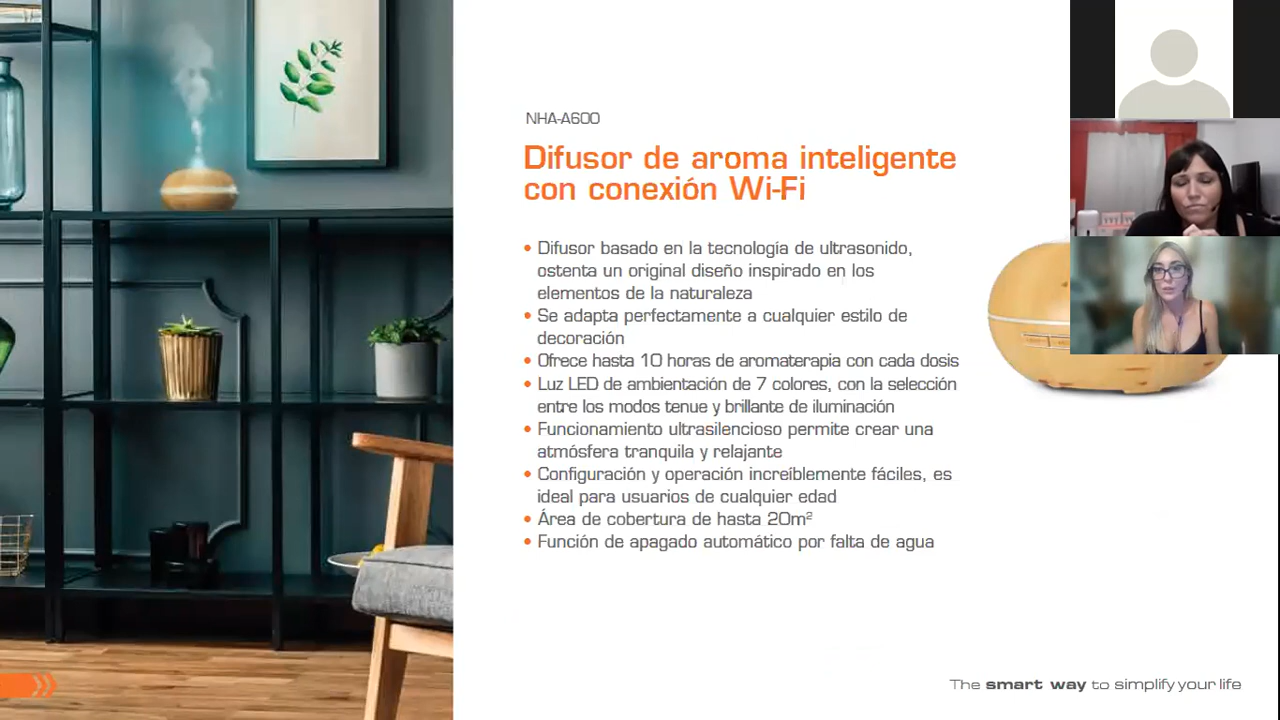 NHA-A600
Difusor de aroma inteligente
con conexión Wi-Fi
• Difusor basado en la tecnología de ultrasonido,
ostenta un original diseño inspirado en los
elementos de la naturaleza
• Se adapta perfectamente a cualquier estilo de
decoración
• Ofrece hasta 10 horas de aromaterapia con cada dosis
• Luz LED de ambientación de 7 colores, con la selección
entre los modos tenue y brillante de iluminación
• Funcionamiento ultrasilencioso permite crear una
atmósfera tranquila y relajante
• Configuración y operación increíblemente fáciles, es
ideal para usuarios de cualquier edad
• Área de cobertura de hasta 20m²
• Función de apagado automático por falta de agua
The smart way to simplify your life